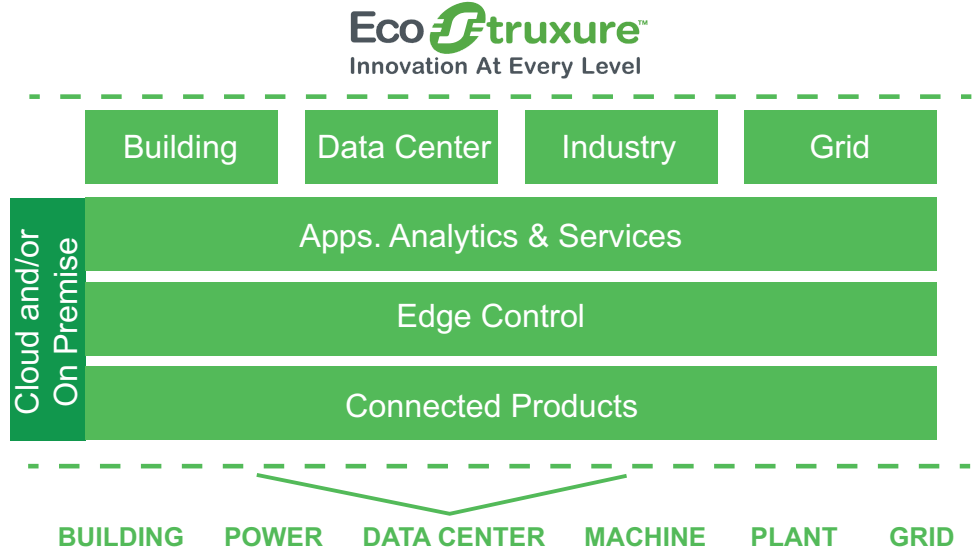 EcoStruxure™
Innovation At Every Level
Building
Data Center
Industry
Grid
Cloud and/or
On Premise
Apps. Analytics & Services
Edge Control
Connected Products
BUILDING POWER DATA CENTER MACHINE PLANT GRID